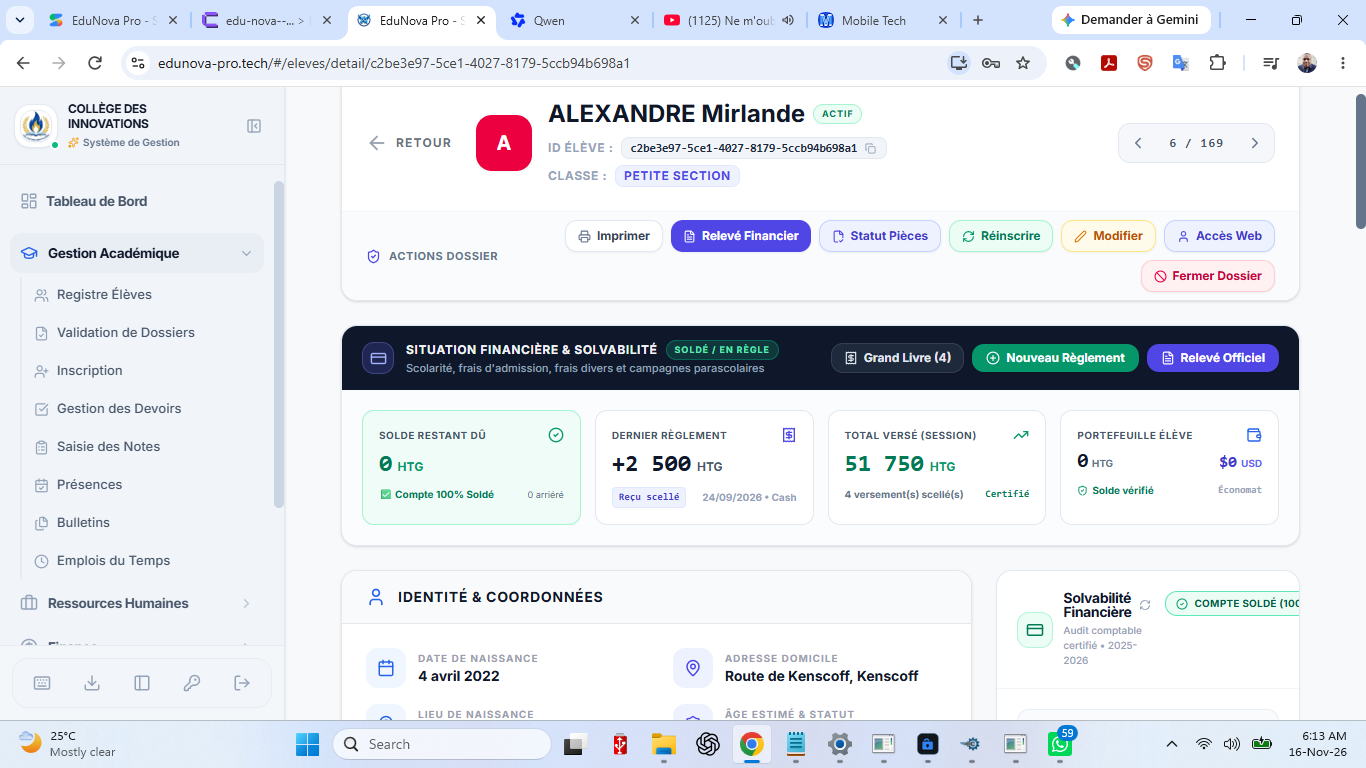 EduNova Pro - S
edu-nova--... >
EduNova Pro - S
Qwen
(1125) Ne m'oub
Mobile Tech
Demander à Gemini
edunova-pro.tech/#/eleves/detail/c2be3e97-5ce1-4027-8179-5ccb94b698a1
COLLÈGE DES
INNOVATIONS
Système de Gestion
Tableau de Bord
Gestion Académique
Registre Élèves
Validation de Dossiers
Inscription
Gestion des Devoirs
Saisie des Notes
Présences
Bulletins
Emplois du Temps
Ressources Humaines
RETOUR
A
ALEXANDRE Mirlande
ACTIF
ID ÉLÈVE : c2be3e97-5ce1-4027-8179-5ccb94b698a1
CLASSE : PETITE SECTION
6 / 169
ACTIONS DOSSIER
Imprimer
Relevé Financier
Statut Pièces
Réinscrire
Modifier
Accès Web
Fermer Dossier
SITUATION FINANCIÈRE & SOLVABILITÉ
SOLDÉ / EN RÈGLE
Scolarité, frais d'admission, frais divers et campagnes parascolaires
Grand Livre (4)
Nouveau Règlement
Relevé Officiel
SOLDE RESTANT DÛ
0 HTG
Compte 100% Soldé
0 arriéré
DERNIER RÈGLEMENT
+2 500 HTG
Reçu scellé
24/09/2026 • Cash
TOTAL VERSÉ (SESSION)
51 750 HTG
4 versement(s) scellé(s)
Certifié
PORTEFEUILLE ÉLÈVE
0 HTG
$0 USD
Solde vérifié
Économat
IDENTITÉ & COORDONNÉES
DATE DE NAISSANCE
4 avril 2022
ADRESSE DOMICILE
Route de Kenscoff, Kenscoff
LIEU DE NAISSANCE
ÂGE ESTIMÉ & STATUT
Solvabilité
Financière
COMPTE SOLDÉ (100
Audit comptable
certifié • 2025-
2026
25°C
Mostly clear
Search
59
6:13 AM
16-Nov-26